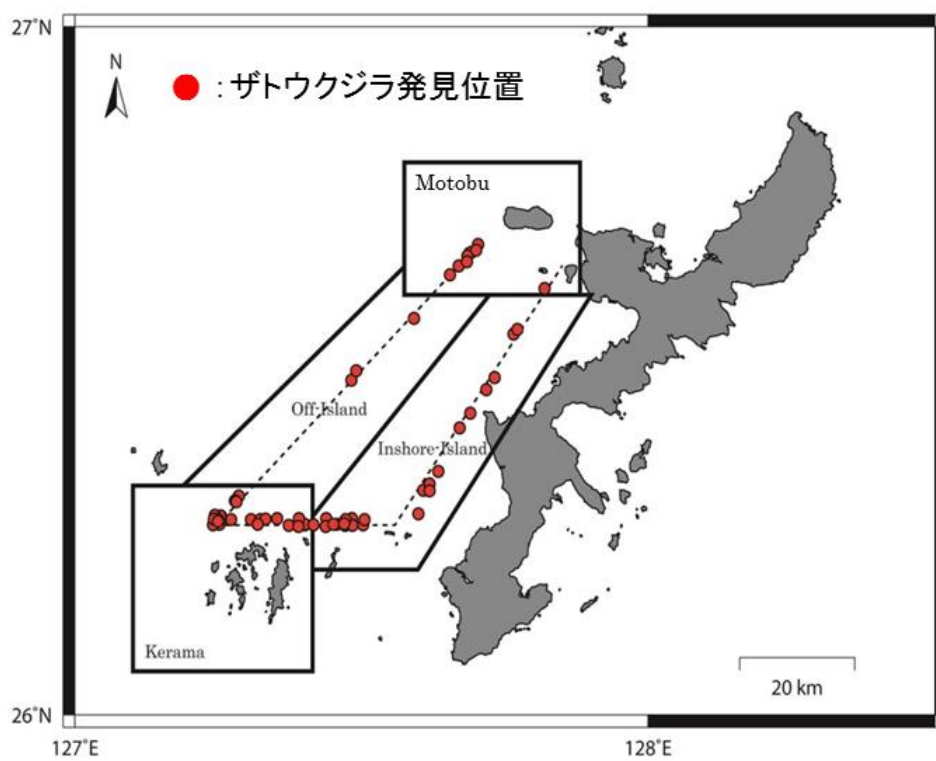 27°N
N
: ザトウクジラ発見位置
Motobu
Off-Island
Inshore-Island
Kerama
20 km
26°N
127°E
128°E